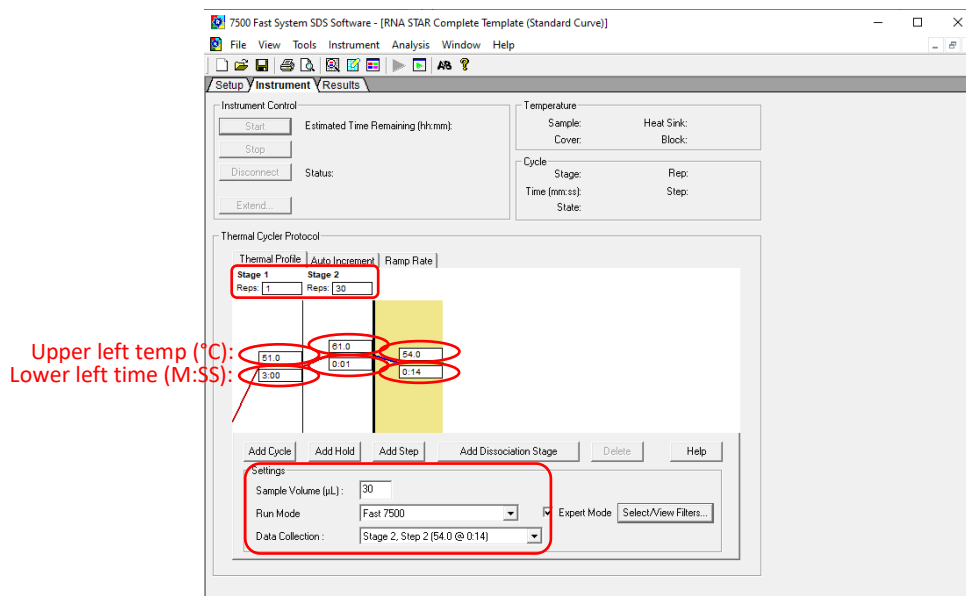 7500 Fast System SDS Software - [RNA STAR Complete Template (Standard Curve)]
File View Tools Instrument Analysis Window Help
Setup Instrument Results
Instrument Control
Start Estimated Time Remaining (hh:mm):
Stop
Disconnect Status:
Extend...
Temperature
Sample: Heat Sink:
Cover: Block:
Cycle
Stage: Rep:
Time (mm:ss): Step:
State:
Thermal Cycler Protocol
Thermal Profile Auto Increment Ramp Rate
Stage 1 Stage 2
Reps: 1 Reps: 30
Upper left temp (°C): 51.0 61.0 54.0
Lower left time (M:SS): 3:00 0:01 0:14
Add Cycle Add Hold Add Step Add Dissociation Stage Delete Help
Settings
Sample Volume (µL) : 30
Run Mode Fast 7500 Expert Mode Select/View Filters...
Data Collection : Stage 2, Step 2 (54.0 @ 0:14)